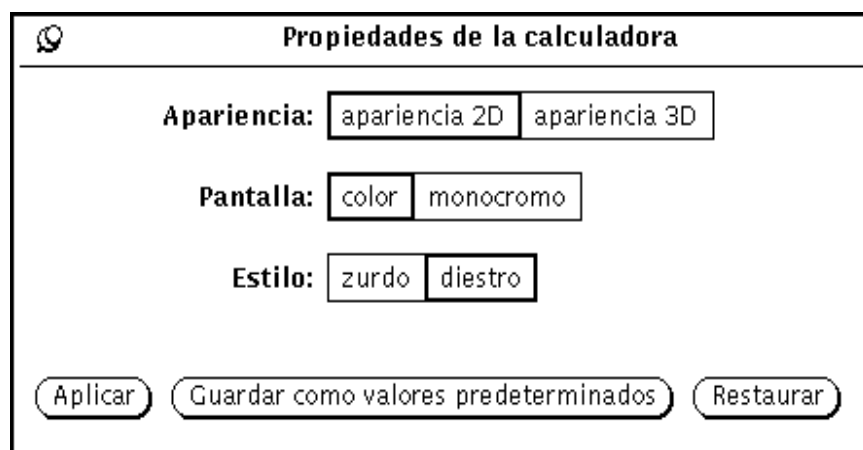 Propiedades de la calculadora
Apariencia: apariencia 2D apariencia 3D
Pantalla: color monocromo
Estilo: zurdo diestro
Aplicar Guardar como valores predeterminados Restaurar